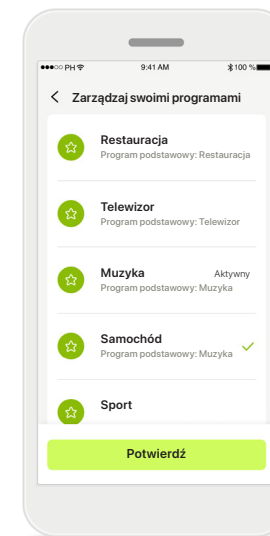 PH 9:41 AM 100 %
Zarządzaj swoimi programami
Restauracja
Program podstawowy: Restauracja
Telewizor
Program podstawowy: Telewizor
Muzyka Aktywny
Program podstawowy: Muzyka
Samochód
Program podstawowy: Muzyka
Sport
Potwierdź